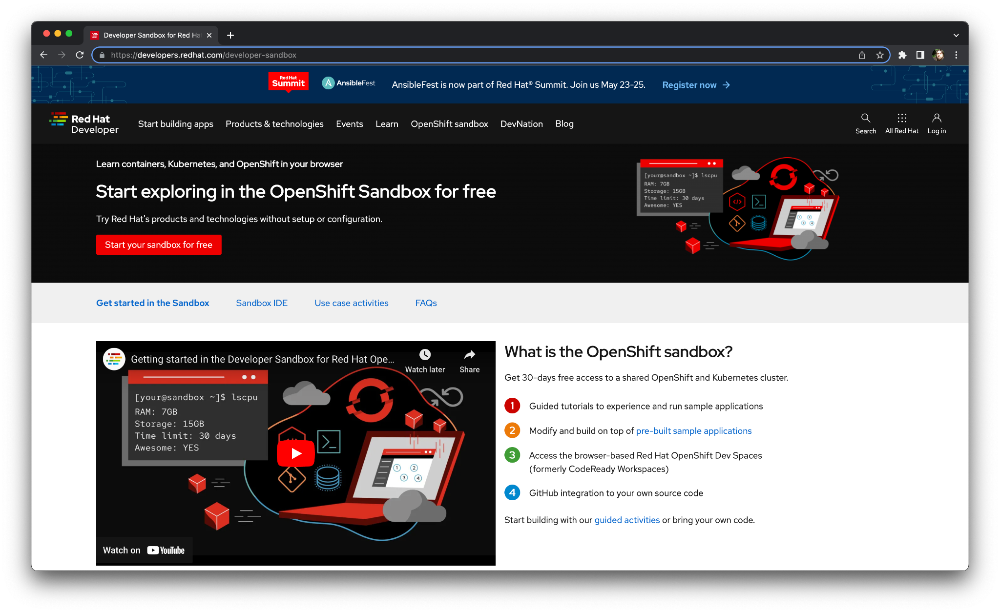 Developer Sandbox for Red Hat
https://developers.redhat.com/developer-sandbox
Red Hat
Summit
A AnsibleFest
AnsibleFest is now part of Red Hat® Summit. Join us May 23-25.
Register now
Red Hat
Developer
Start building apps
Products & technologies
Events
Learn
OpenShift sandbox
DevNation
Blog
Search
All Red Hat
Log in
Learn containers, Kubernetes, and OpenShift in your browser
Start exploring in the OpenShift Sandbox for free
Try Red Hat's products and technologies without setup or configuration.
Start your sandbox for free
[your@sandbox ~]$ lscpu
RAM: 7GB
Storage: 15GB
Time limit: 30 days
Awesome: YES
1 2
3 4
Get started in the Sandbox
Sandbox IDE
Use case activities
FAQs
Getting started in the Developer Sandbox for Red Hat Ope...
Watch later
Share
[your@sandbox ~]$ lscpu
RAM: 7GB
Storage: 15GB
Time limit: 30 days
Awesome: YES
1 2
3 4
Watch on YouTube
What is the OpenShift sandbox?
Get 30-days free access to a shared OpenShift and Kubernetes cluster.
1 Guided tutorials to experience and run sample applications
2 Modify and build on top of pre-built sample applications
3 Access the browser-based Red Hat OpenShift Dev Spaces
(formerly CodeReady Workspaces)
4 GitHub integration to your own source code
Start building with our guided activities or bring your own code.